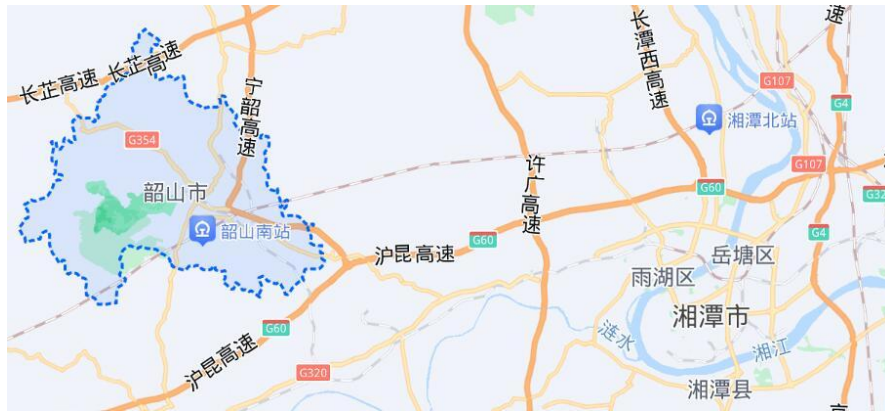 长芷高速
长芷高速
高
宁韶高速
G354
韶山市
韶山南站
沪昆高速
G60
沪昆高速
G60
G320
许广高速
长潭西高速
G107
湘潭北站
G4
速
G107
G60
G4
岳塘区
雨湖区
湘潭市
涟水
湘江
湘潭县